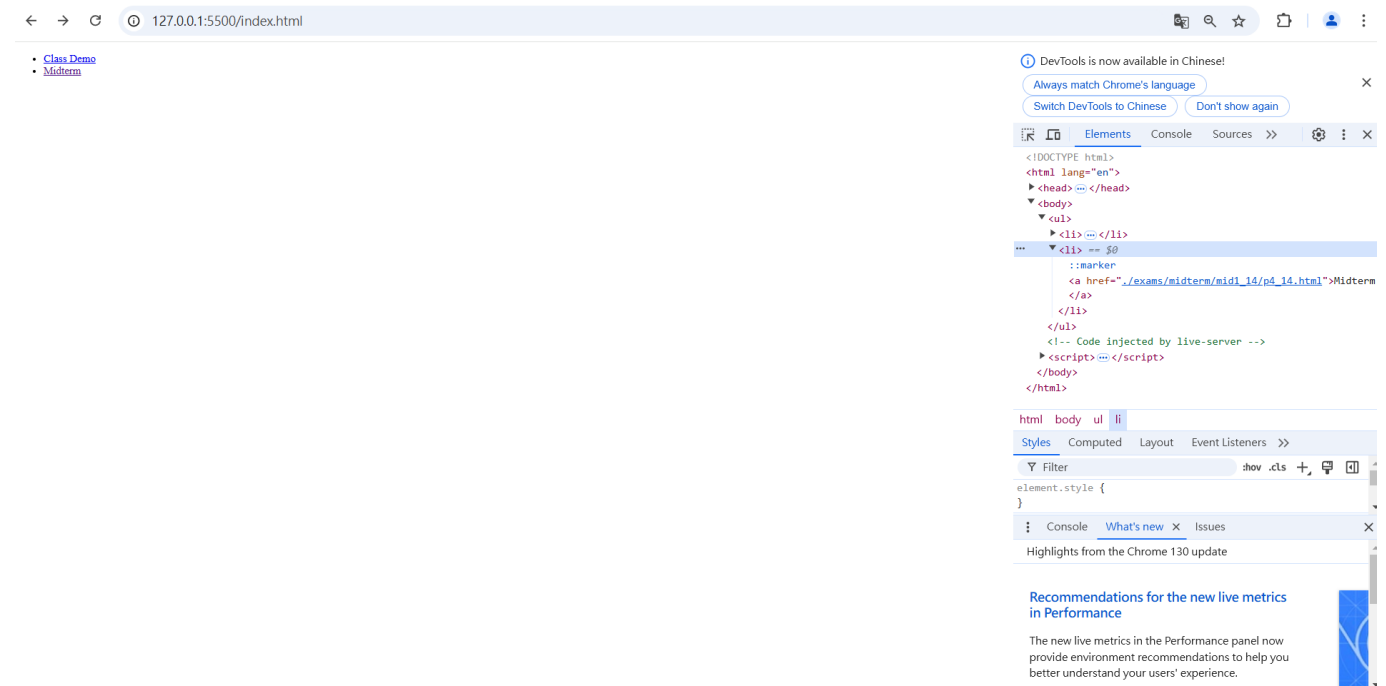 127.0.0.1:5500/index.html
Class Demo
Midterm
DevTools is now available in Chinese!
Always match Chrome's language
Switch DevTools to Chinese Don't show again
Elements Console Sources
<!DOCTYPE html>
<html lang="en">
<head> </head>
<body>
<ul>
<li> </li>
<li> == $0
::marker
<a href="./exams/midterm/mid1_14/p4_14.html">Midterm
</a>
</li>
</ul>
<!-- Code injected by live-server -->
<script> </script>
</body>
</html>
html body ul li
Styles Computed Layout Event Listeners
Filter :hov .cls
element.style {
}
Console What's new Issues
Highlights from the Chrome 130 update
Recommendations for the new live metrics
in Performance
The new live metrics in the Performance panel now
provide environment recommendations to help you
better understand your users' experience.